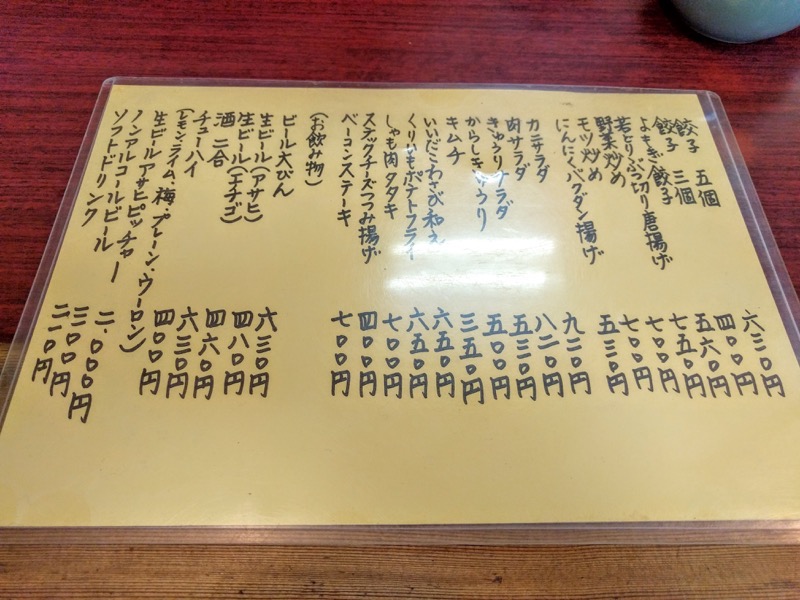 餃子 五個 六三〇円
餃子 三個 四〇〇円
よもぎ餃子 五六〇円
若とりぶつ切り唐揚げ 七五〇円
野菜炒め 七〇〇円
モツ炒め 七〇〇円
にんにくバクダン揚げ 五三〇円
カニサラダ 九二〇円
肉サラダ 八二〇円
きゅうりサラダ 五三〇円
からしきゅうり 五〇〇円
キムチ 三五〇円
いいだこわさび和え 六五〇円
くりいもポテトフライ 六五〇円
しゃも肉タタキ 七〇〇円
スティックチーズつつみ揚げ 四〇〇円
ベーコンステーキ 七〇〇円
(お飲み物)
ビール大びん 六三〇円
生ビール(アサヒ) 四八〇円
生ビール(チチゴ) 四六〇円
酒 二合 六三〇円
チューハイ 四〇〇円
(レモン・ライム・梅・プレーン・ウーロン)
生ビールアサヒピッチャー 二.〇〇〇円
ノンアルコールビール 三〇〇円
ソフトドリンク 二一〇円